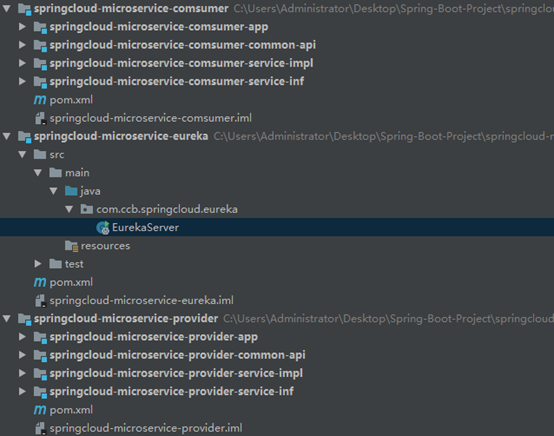 springcloud-microservice-comsumer C:\Users\Administrator\Desktop\Spring-Boot-Project\springcloud
springcloud-microservice-comsumer-app
springcloud-microservice-comsumer-common-api
springcloud-microservice-comsumer-service-impl
springcloud-microservice-comsumer-service-inf
pom.xml
springcloud-microservice-comsumer.iml
springcloud-microservice-eureka C:\Users\Administrator\Desktop\Spring-Boot-Project\springcloud-r
src
main
java
com.ccb.springcloud.eureka
EurekaServer
resources
test
pom.xml
springcloud-microservice-eureka.iml
springcloud-microservice-provider C:\Users\Administrator\Desktop\Spring-Boot-Project\springcloud
springcloud-microservice-provider-app
springcloud-microservice-provider-common-api
springcloud-microservice-provider-service-impl
springcloud-microservice-provider-service-inf
pom.xml
springcloud-microservice-provider.iml